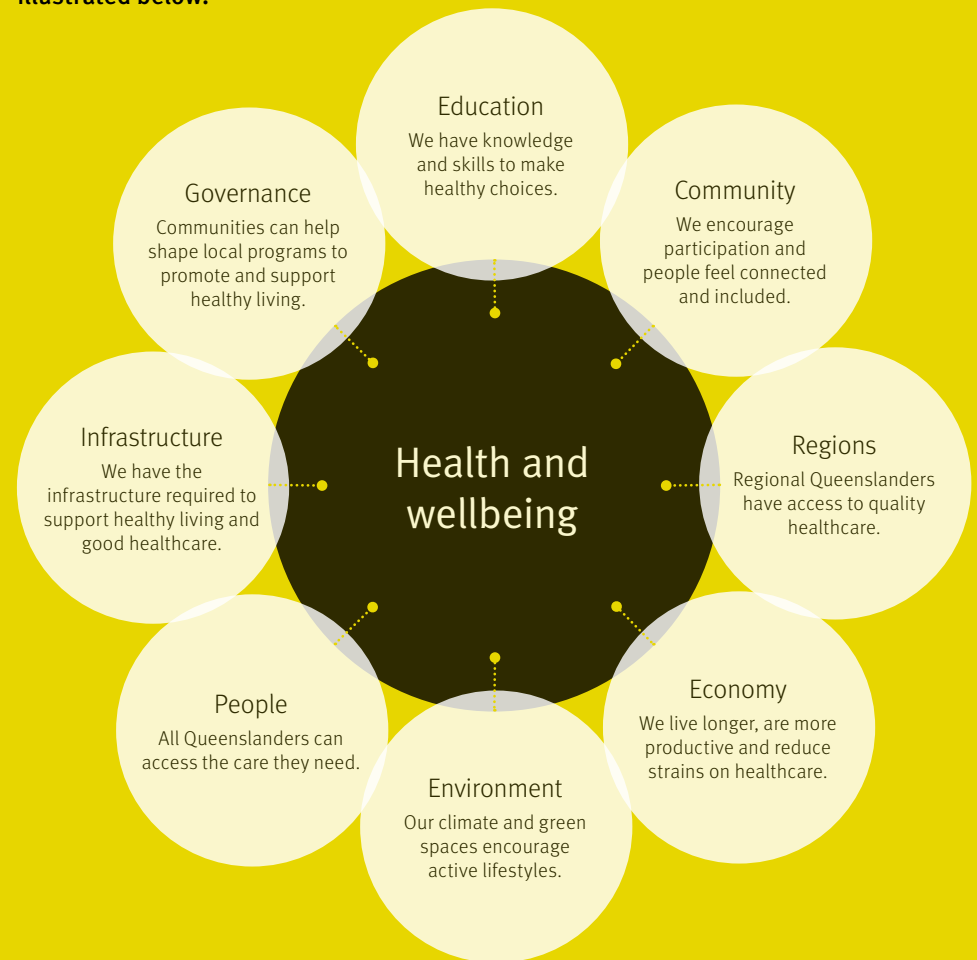 illustrated below.
Education
We have knowledge
and skills to make
healthy choices.
Governance
Communities can help
shape local programs to
promote and support
healthy living.
Community
We encourage
participation and
people feel connected
and included.
Infrastructure
We have the
infrastructure required to
support healthy living and
good healthcare.
Health and
wellbeing
Regions
Regional Queenslanders
have access to quality
healthcare.
People
All Queenslanders can
access the care they need.
Economy
We live longer, are more
productive and reduce
strains on healthcare.
Environment
Our climate and green
spaces encourage
active lifestyles.